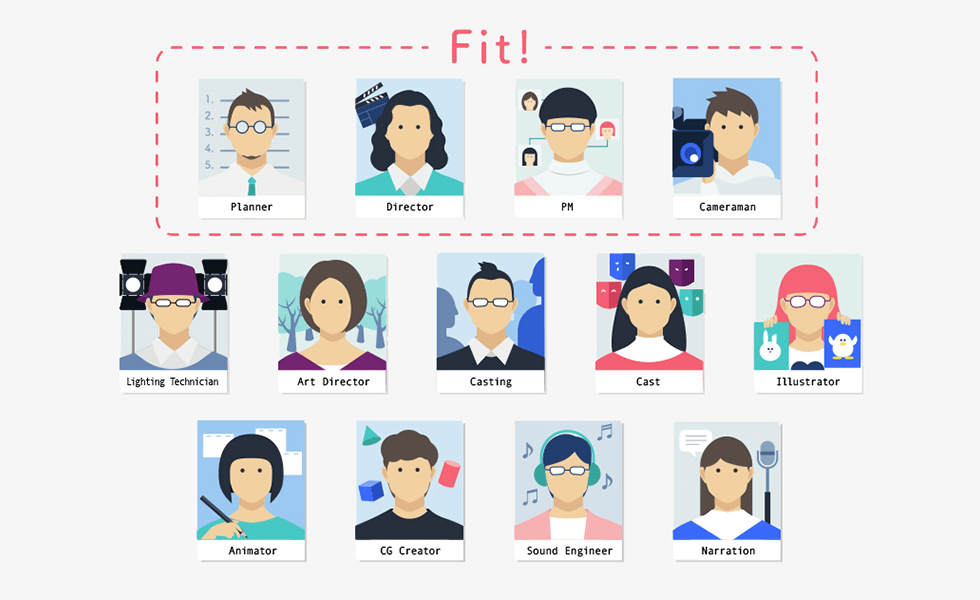 Fit!
1.
2.
3.
4.
5.
Planner
Director
PM
Cameraman
Lighting Technician
Art Director
Casting
Cast
Illustrator
Animator
CG Creator
Sound Engineer
Narration